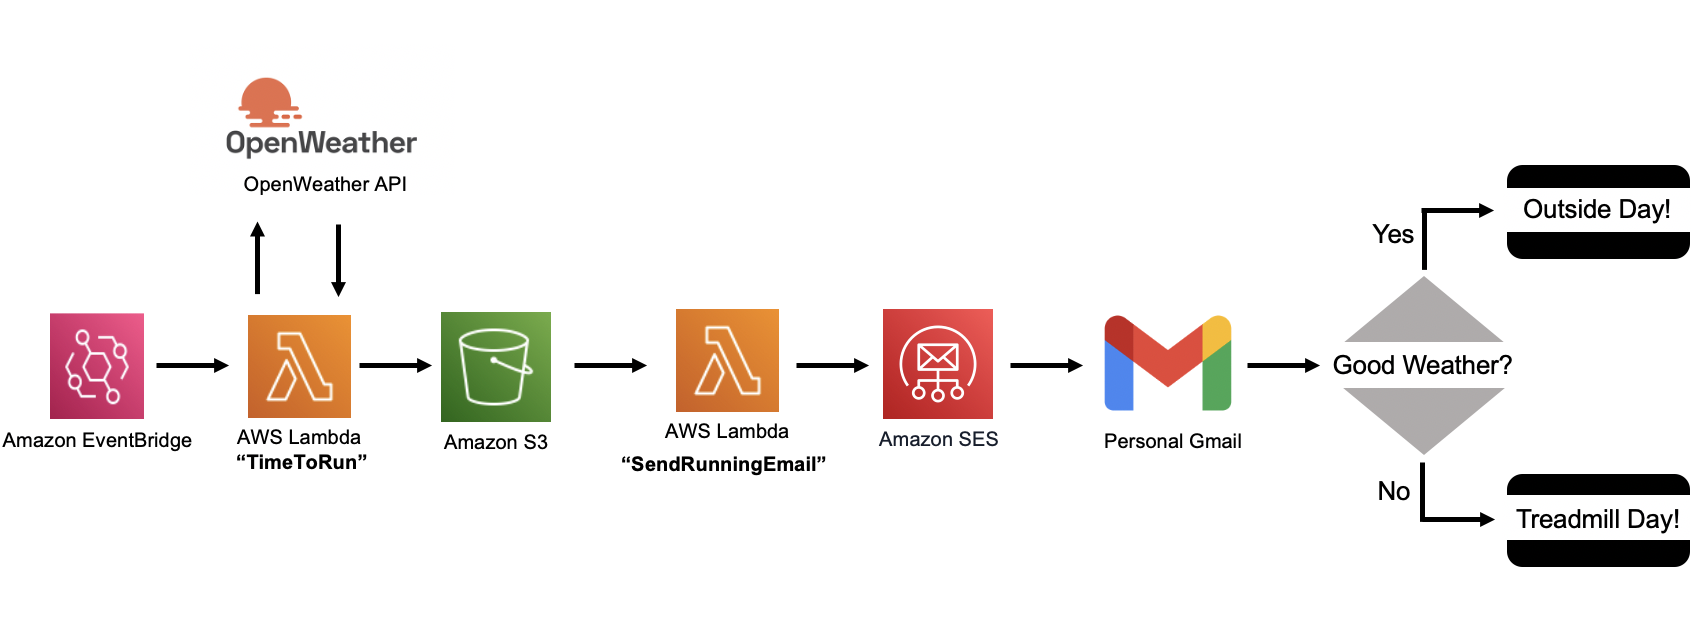 OpenWeather
OpenWeather API
Amazon EventBridge
AWS Lambda
“TimeToRun”
Amazon S3
AWS Lambda
“SendRunningEmail”
Amazon SES
Personal Gmail
Good Weather?
Yes
Outside Day!
No
Treadmill Day!